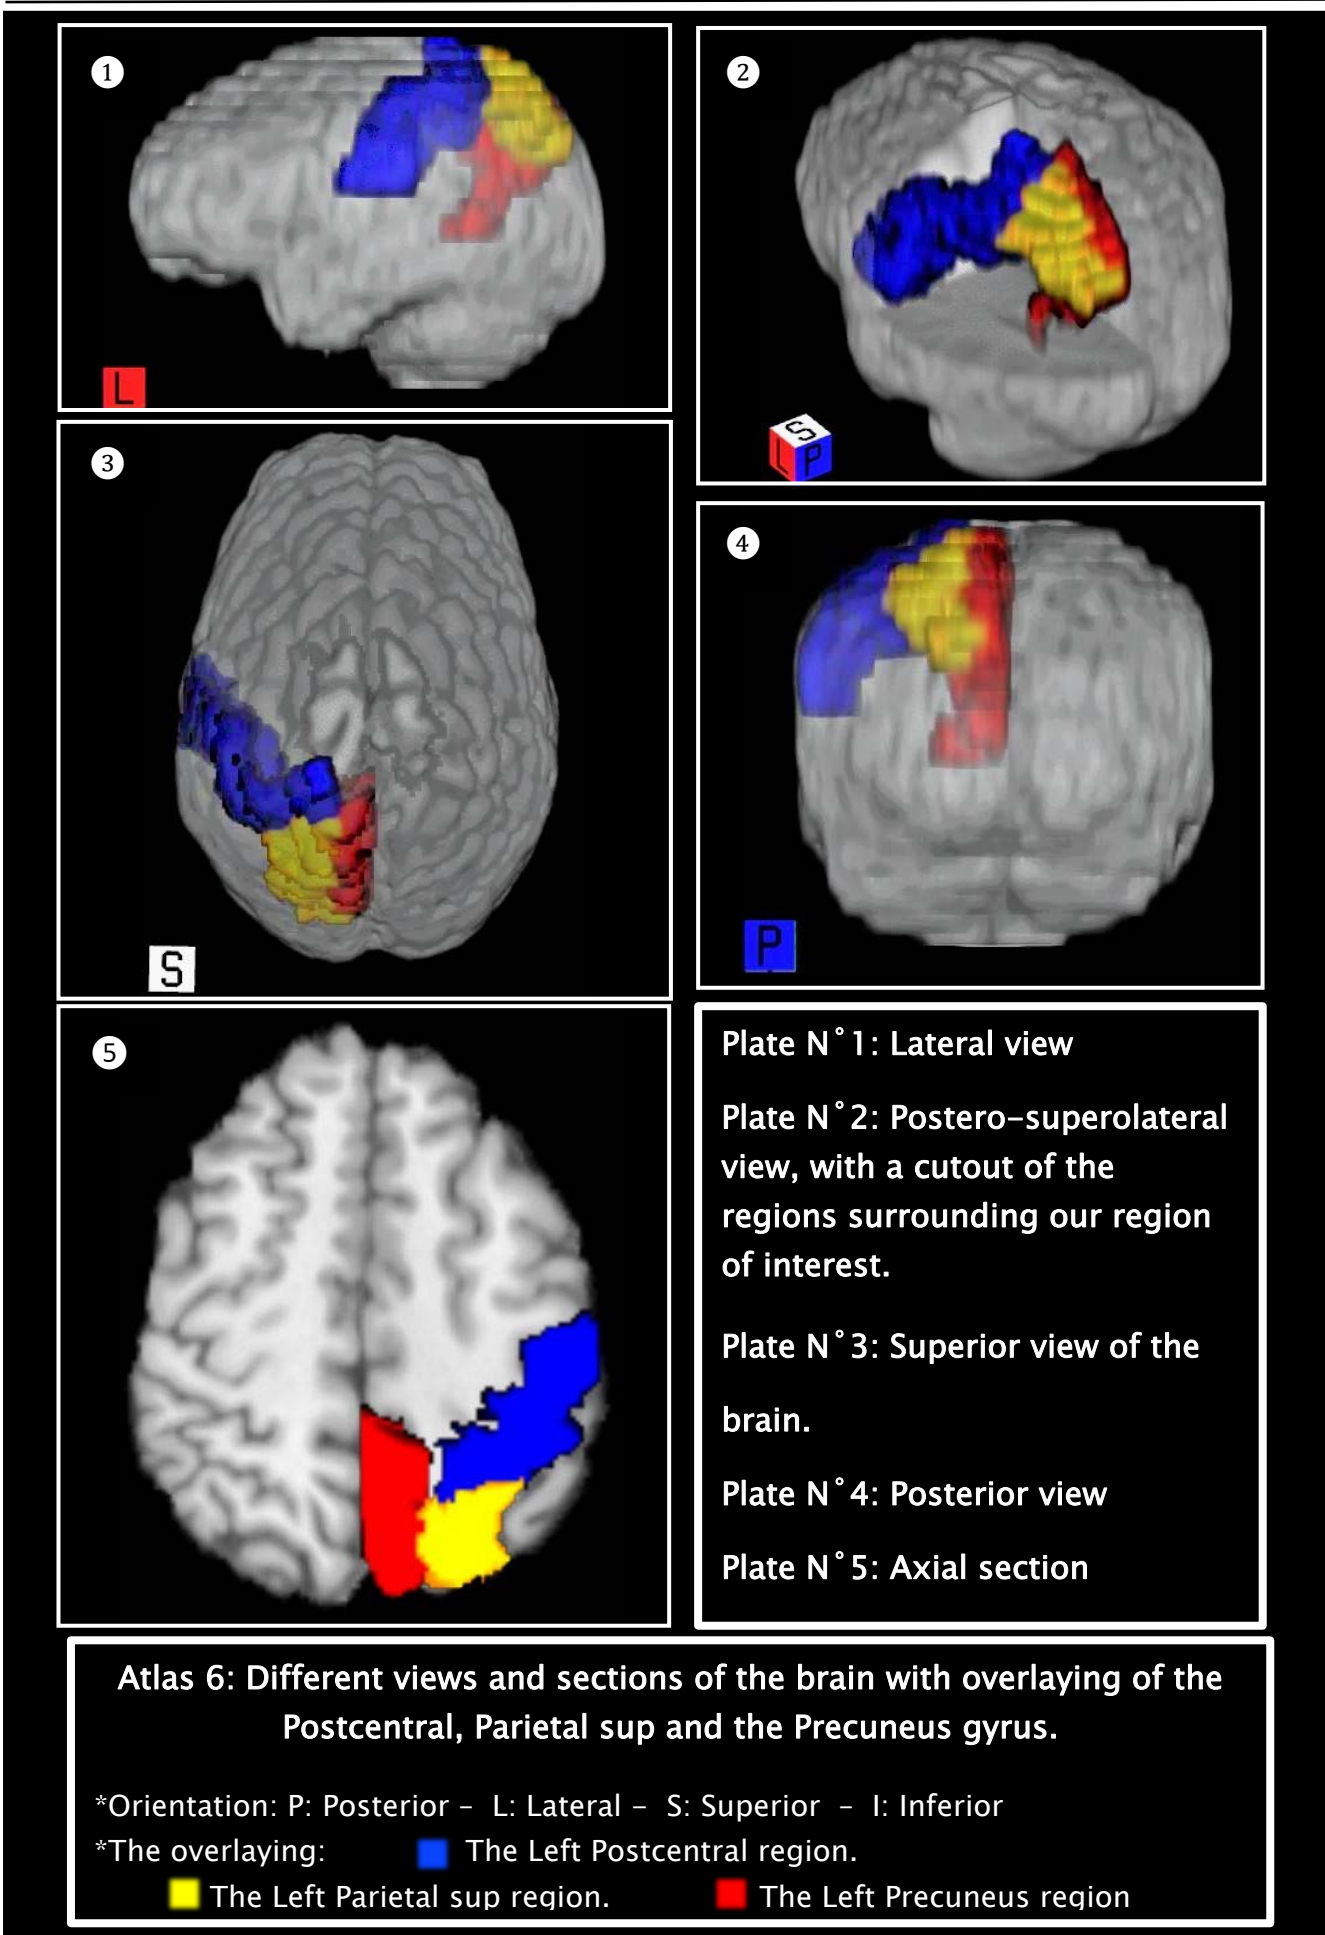 ①
②
L
S
L P
③
④
S
P
⑤
Plate N°1: Lateral view
Plate N°2: Postero-superolateral
view, with a cutout of the
regions surrounding our region
of interest.
Plate N°3: Superior view of the
brain.
Plate N°4: Posterior view
Plate N°5: Axial section
Atlas 6: Different views and sections of the brain with overlaying of the
Postcentral, Parietal sup and the Precuneus gyrus.
*Orientation: P: Posterior – L: Lateral – S: Superior – I: Inferior
*The overlaying: The Left Postcentral region.
The Left Parietal sup region. The Left Precuneus region